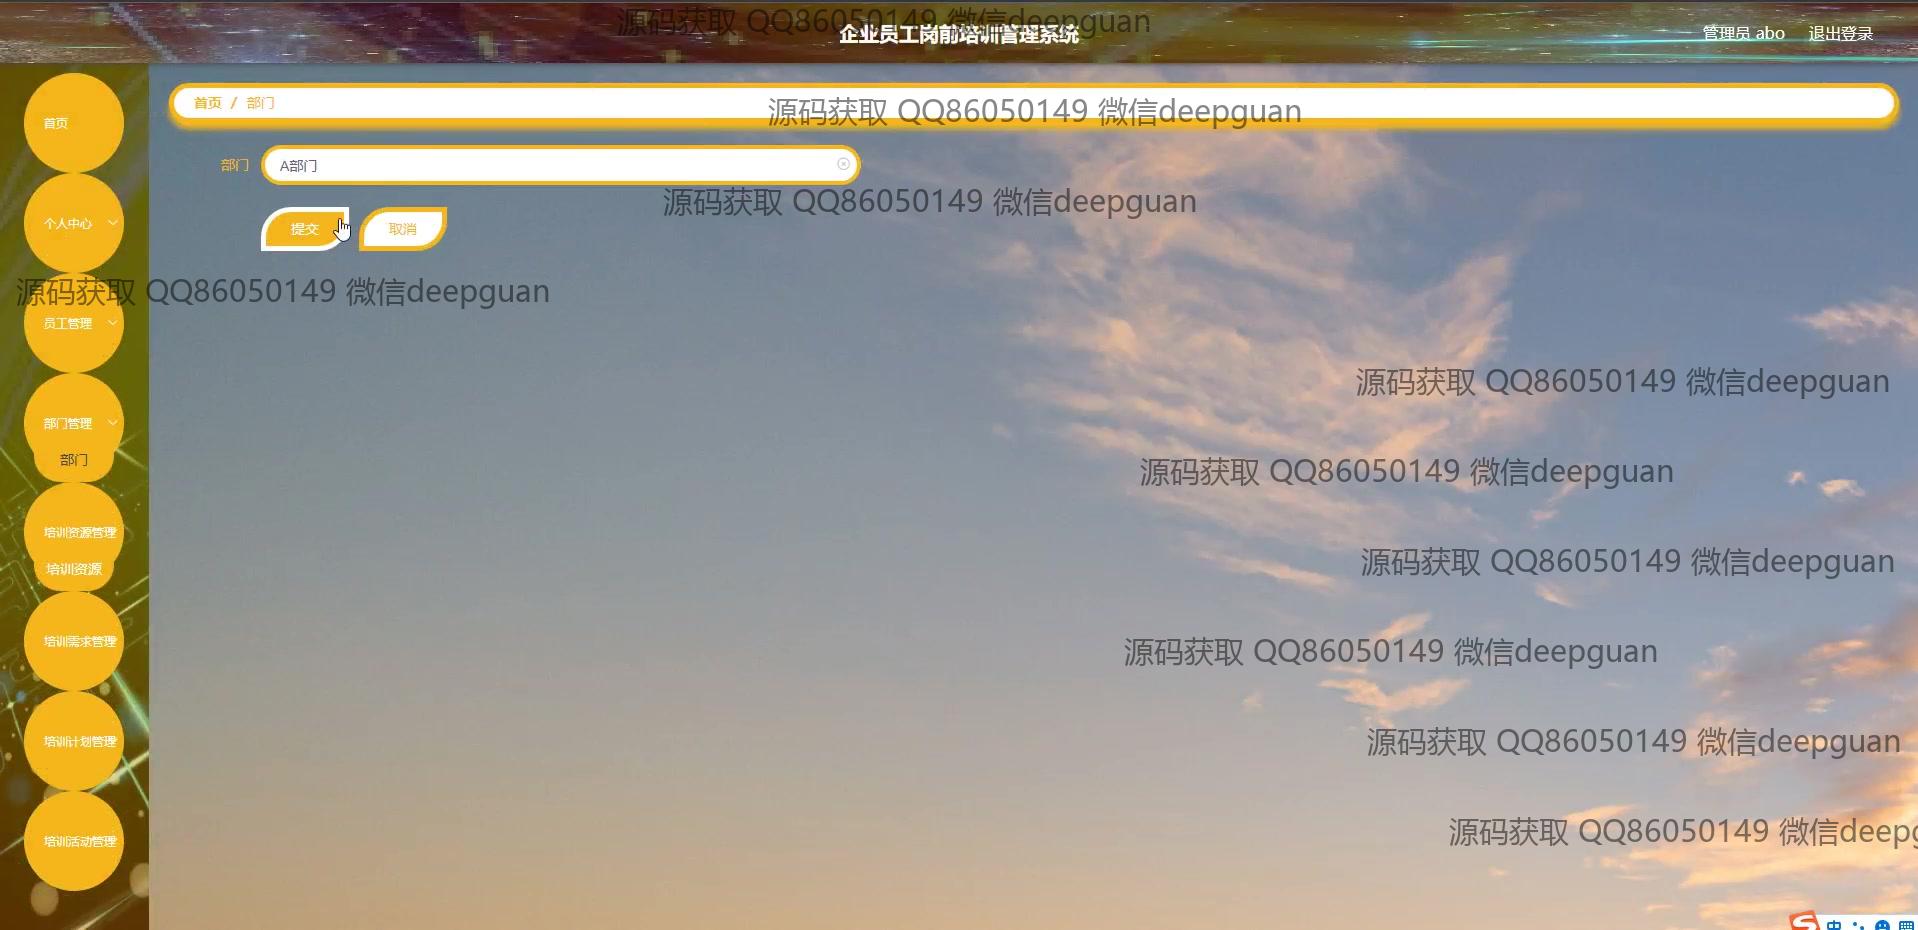 源码获取 QQ86050149 微信deepguan
企业员工岗前培训管理系统
管理员 abo
退出登录
首页 / 部门
源码获取 QQ86050149 微信deepguan
首页
部门
A部门
源码获取 QQ86050149 微信deepguan
提交
取消
个人中心
源码获取 QQ86050149 微信deepguan
员工管理
源码获取 QQ86050149 微信deepguan
部门管理
部门
源码获取 QQ86050149 微信deepguan
培训资源管理
源码获取 QQ86050149 微信deepguan
培训资源
培训需求管理
源码获取 QQ86050149 微信deepguan
培训计划管理
源码获取 QQ86050149 微信deepguan
培训活动管理
源码获取 QQ86050149 微信deepg
中